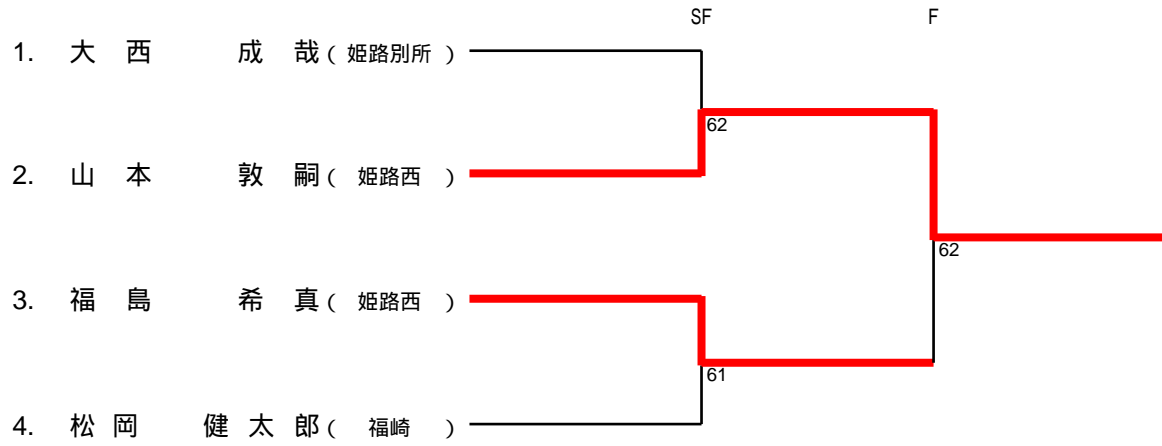 SF F
1. 大西 成哉 ( 姫路別所 )
62
2. 山本 敦嗣 ( 姫路西 )
62
3. 福島 希真 ( 姫路西 )
61
4. 松岡 健太郎 ( 福崎 )